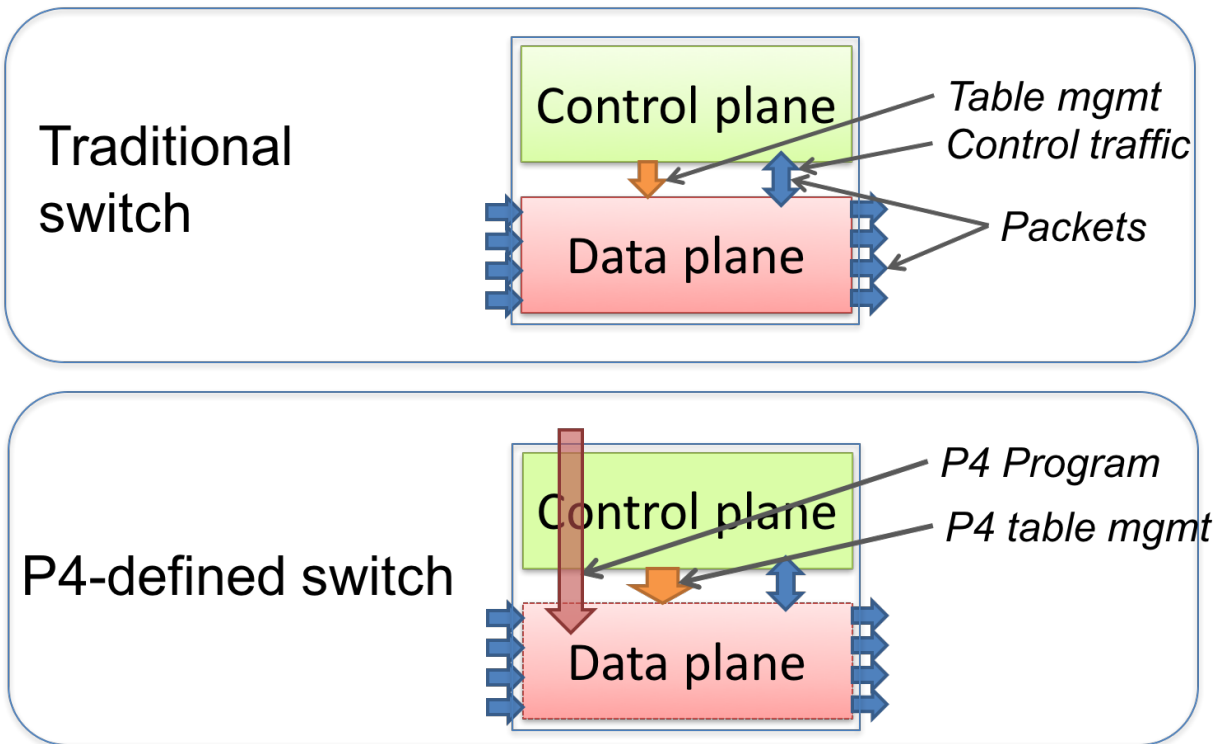 Traditional
switch
Control plane
Data plane
Table mgmt
Control traffic
Packets
P4-defined switch
Control plane
Data plane
P4 Program
P4 table mgmt